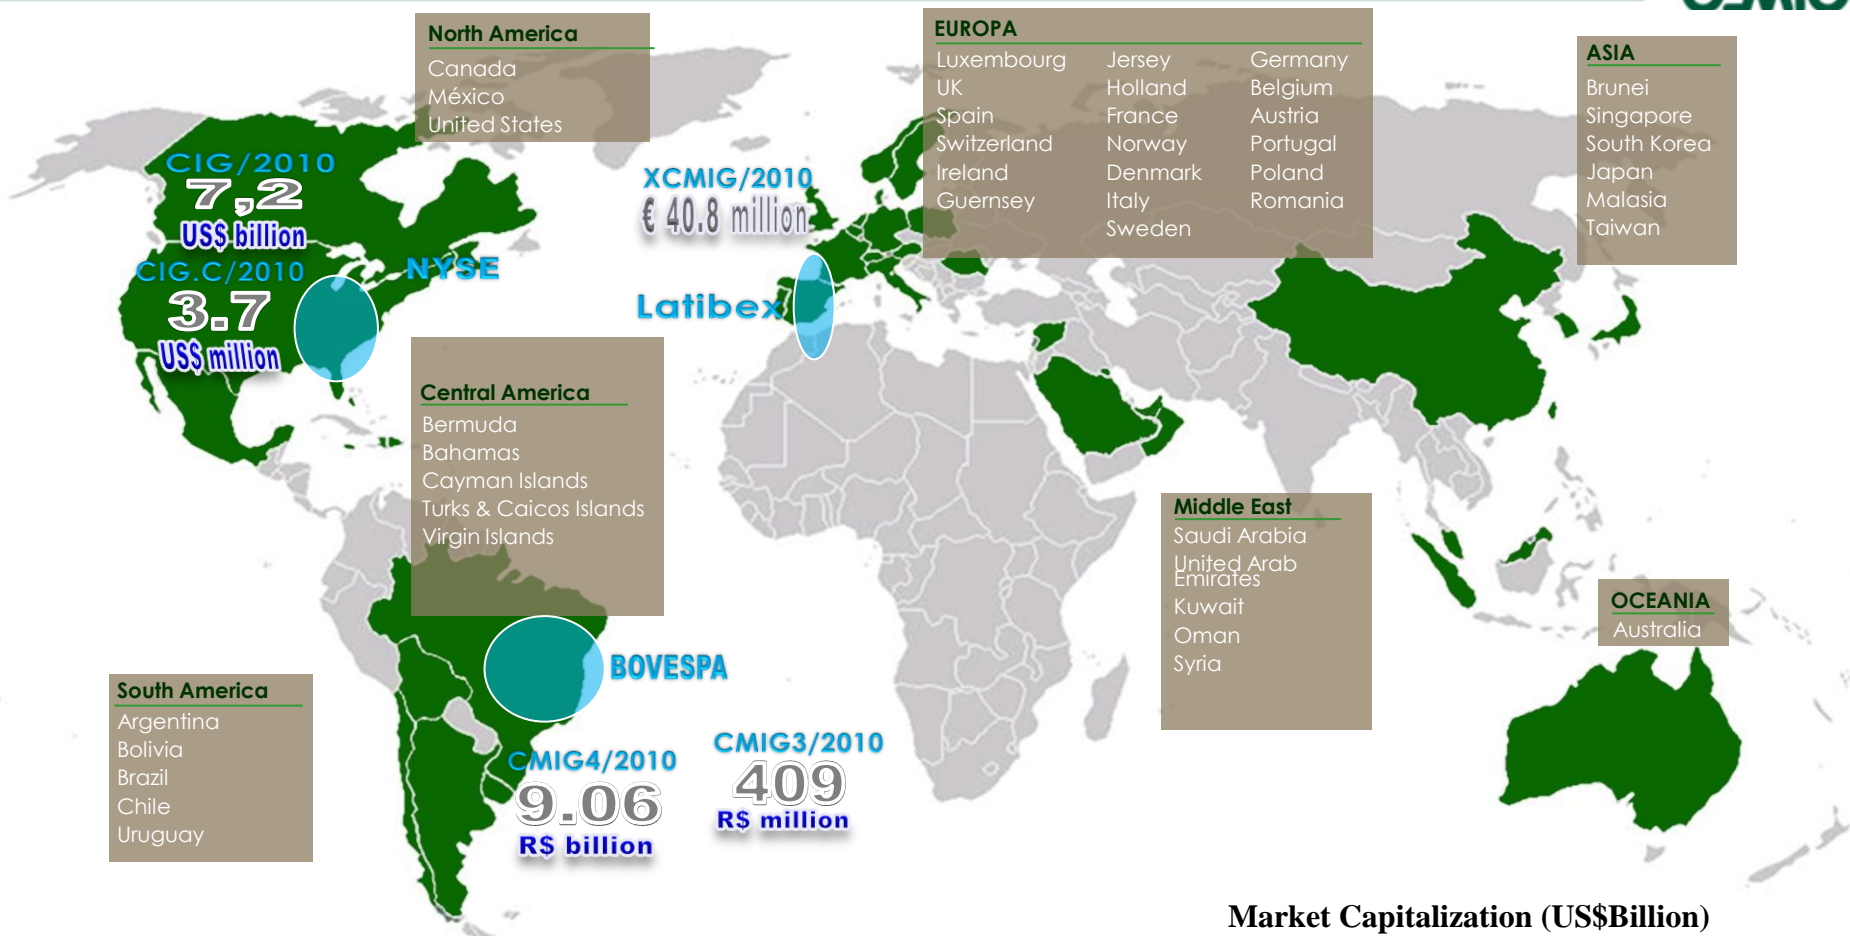 North America
Canada
México
United States
EUROPA
Luxembourg Jersey Germany
UK Holland Belgium
Spain France Austria
Switzerland Norway Portugal
Ireland Denmark Poland
Guernsey Italy Romania
Sweden
ASIA
Brunei
Singapore
South Korea
Japan
Malasia
Taiwan
CIG/2010
7,2
US$ billion
CIG.C/2010
3.7
US$ million
NYSE
XCMIG/2010
€ 40.8 million
Latibex
Central America
Bermuda
Bahamas
Cayman Islands
Turks & Caicos Islands
Virgin Islands
Middle East
Saudi Arabia
United Arab
Emirates
Kuwait
Oman
Syria
OCEANIA
Australia
South America
Argentina
Bolivia
Brazil
Chile
Uruguay
BOVESPA
CMIG4/2010
9.06
R$ billion
CMIG3/2010
409
R$ million
Market Capitalization (US$Billion)